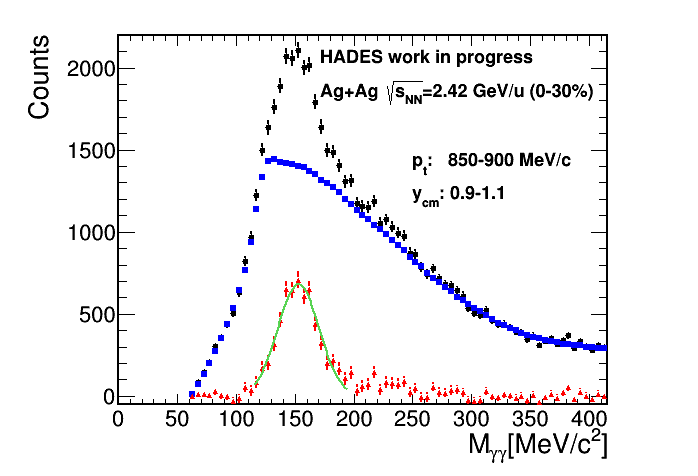 HADES work in progress
Ag+Ag √s_NN=2.42 GeV/u (0-30%)
p_t: 850-900 MeV/c
y_cm: 0.9-1.1
Counts
2000
1500
1000
500
0
0 50 100 150 200 250 300 350 400
M_γγ[MeV/c²]